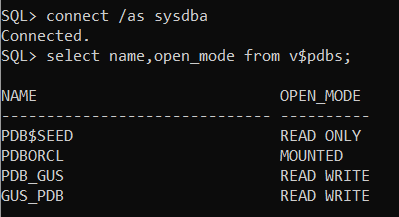 SQL> connect /as sysdba
Connected.
SQL> select name,open_mode from v$pdbs;
NAME                           OPEN_MODE
------------------------------ ----------
PDB$SEED                       READ ONLY
PDBORCL                        MOUNTED
PDB_GUS                        READ WRITE
GUS_PDB                        READ WRITE